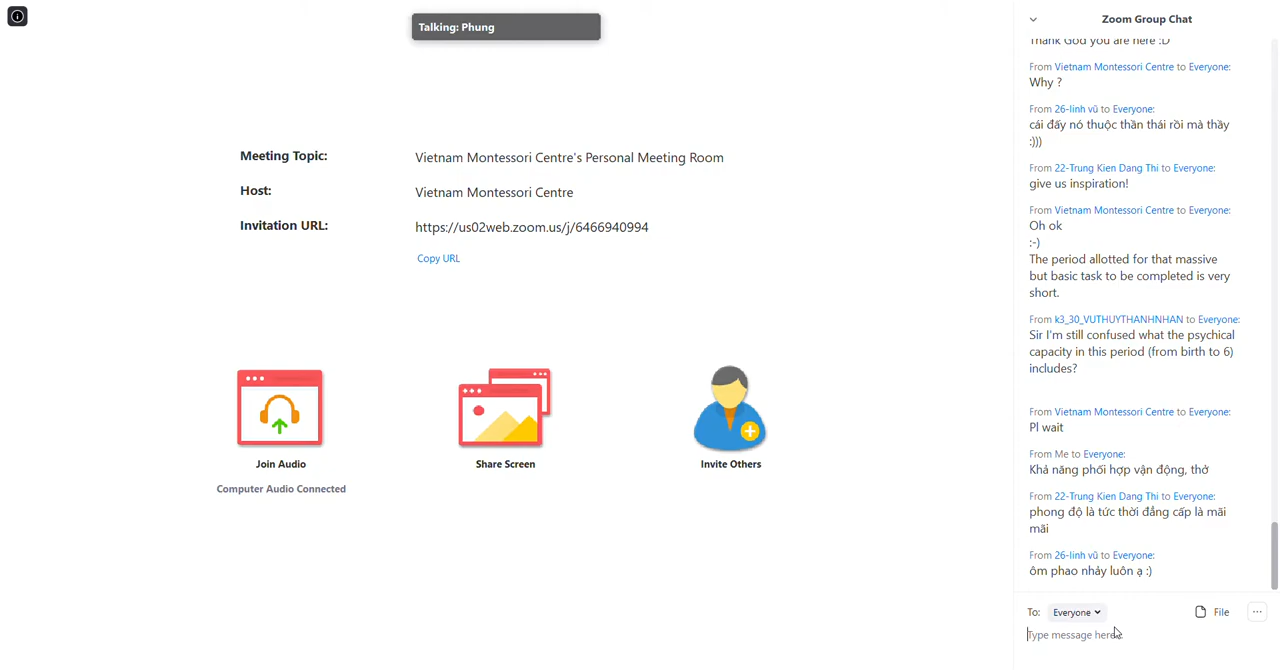 Talking: Phung
Meeting Topic:
Vietnam Montessori Centre's Personal Meeting Room
Host:
Vietnam Montessori Centre
Invitation URL:
https://us02web.zoom.us/j/6466940994
Copy URL
Join Audio
Computer Audio Connected
Share Screen
Invite Others
Zoom Group Chat
Thank God you are here :D
From Vietnam Montessori Centre to Everyone:
Why ?
From 26-linh vũ to Everyone:
cái đấy nó thuộc thần thái rồi mà thầy
:)))
From 22-Trung Kien Dang Thi to Everyone:
give us inspiration!
From Vietnam Montessori Centre to Everyone:
Oh ok
:-)
The period allotted for that massive
but basic task to be completed is very
short.
From k3_30_VUTHUYTHANHNHAN to Everyone:
Sir I'm still confused what the psychical
capacity in this period (from birth to 6)
includes?
From Vietnam Montessori Centre to Everyone:
Pl wait
From Me to Everyone:
Khả năng phối hợp vận động, thở
From 22-Trung Kien Dang Thi to Everyone:
phong độ là tức thời đẳng cấp là mãi
mãi
From 26-linh vũ to Everyone:
ôm phao nhảy luôn ạ :)
To: Everyone
File
Type message here..